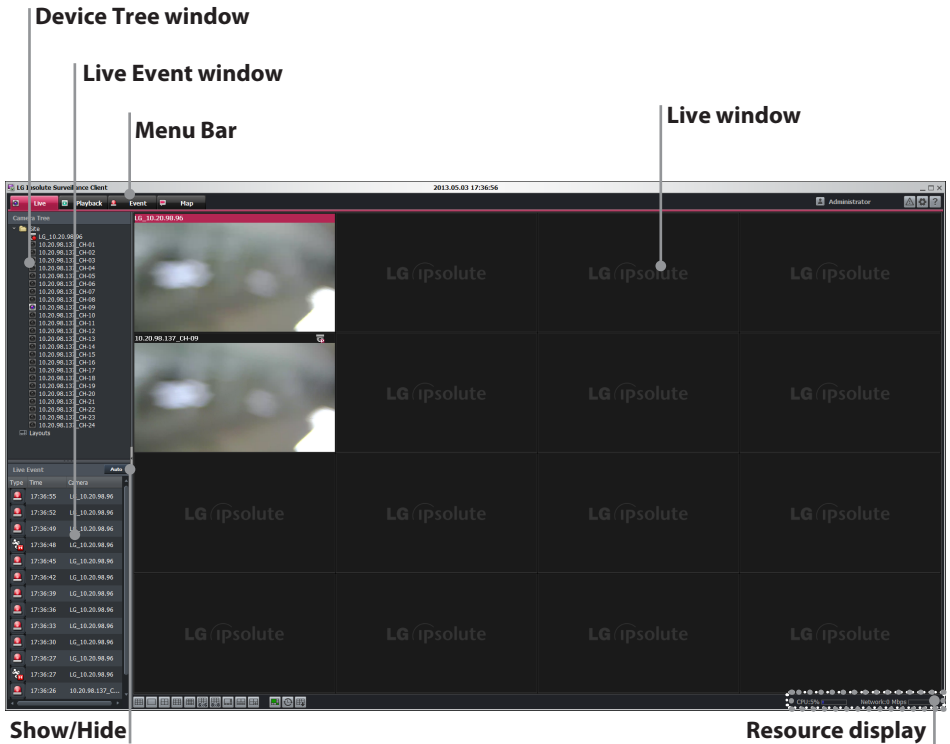 Device Tree window
Live Event window
Menu Bar
Live window
LG Ipsolute Surveillance Client
2013.05.03 17:36:56
Live
Playback
Event
Map
Administrator
Camera Tree
Site
LG_10.20.98.96
10.20.98.137_CH-01
10.20.98.137_CH-02
10.20.98.137_CH-03
10.20.98.137_CH-04
10.20.98.137_CH-05
10.20.98.137_CH-06
10.20.98.137_CH-07
10.20.98.137_CH-08
10.20.98.137_CH-09
10.20.98.137_CH-10
10.20.98.137_CH-11
10.20.98.137_CH-12
10.20.98.137_CH-13
10.20.98.137_CH-14
10.20.98.137_CH-15
10.20.98.137_CH-16
10.20.98.137_CH-17
10.20.98.137_CH-18
10.20.98.137_CH-19
10.20.98.137_CH-20
10.20.98.137_CH-21
10.20.98.137_CH-22
10.20.98.137_CH-23
10.20.98.137_CH-24
Layouts
Live Event
Auto
Type Time Camera
17:36:55 LG_10.20.98.96
17:36:52 LG_10.20.98.96
17:36:49 LG_10.20.98.96
17:36:48 LG_10.20.98.96
17:36:45 LG_10.20.98.96
17:36:42 LG_10.20.98.96
17:36:39 LG_10.20.98.96
17:36:36 LG_10.20.98.96
17:36:33 LG_10.20.98.96
17:36:30 LG_10.20.98.96
17:36:27 LG_10.20.98.96
17:36:27 LG_10.20.98.96
17:36:26 10.20.98.137_C...
LG_10.20.98.96
LG ipsolute LG ipsolute LG ipsolute
10.20.98.137_CH-09
LG ipsolute LG ipsolute LG ipsolute
LG ipsolute LG ipsolute LG ipsolute LG ipsolute
LG ipsolute LG ipsolute LG ipsolute LG ipsolute
CPU:5%
Network:0 Mbps
Show/Hide
Resource display